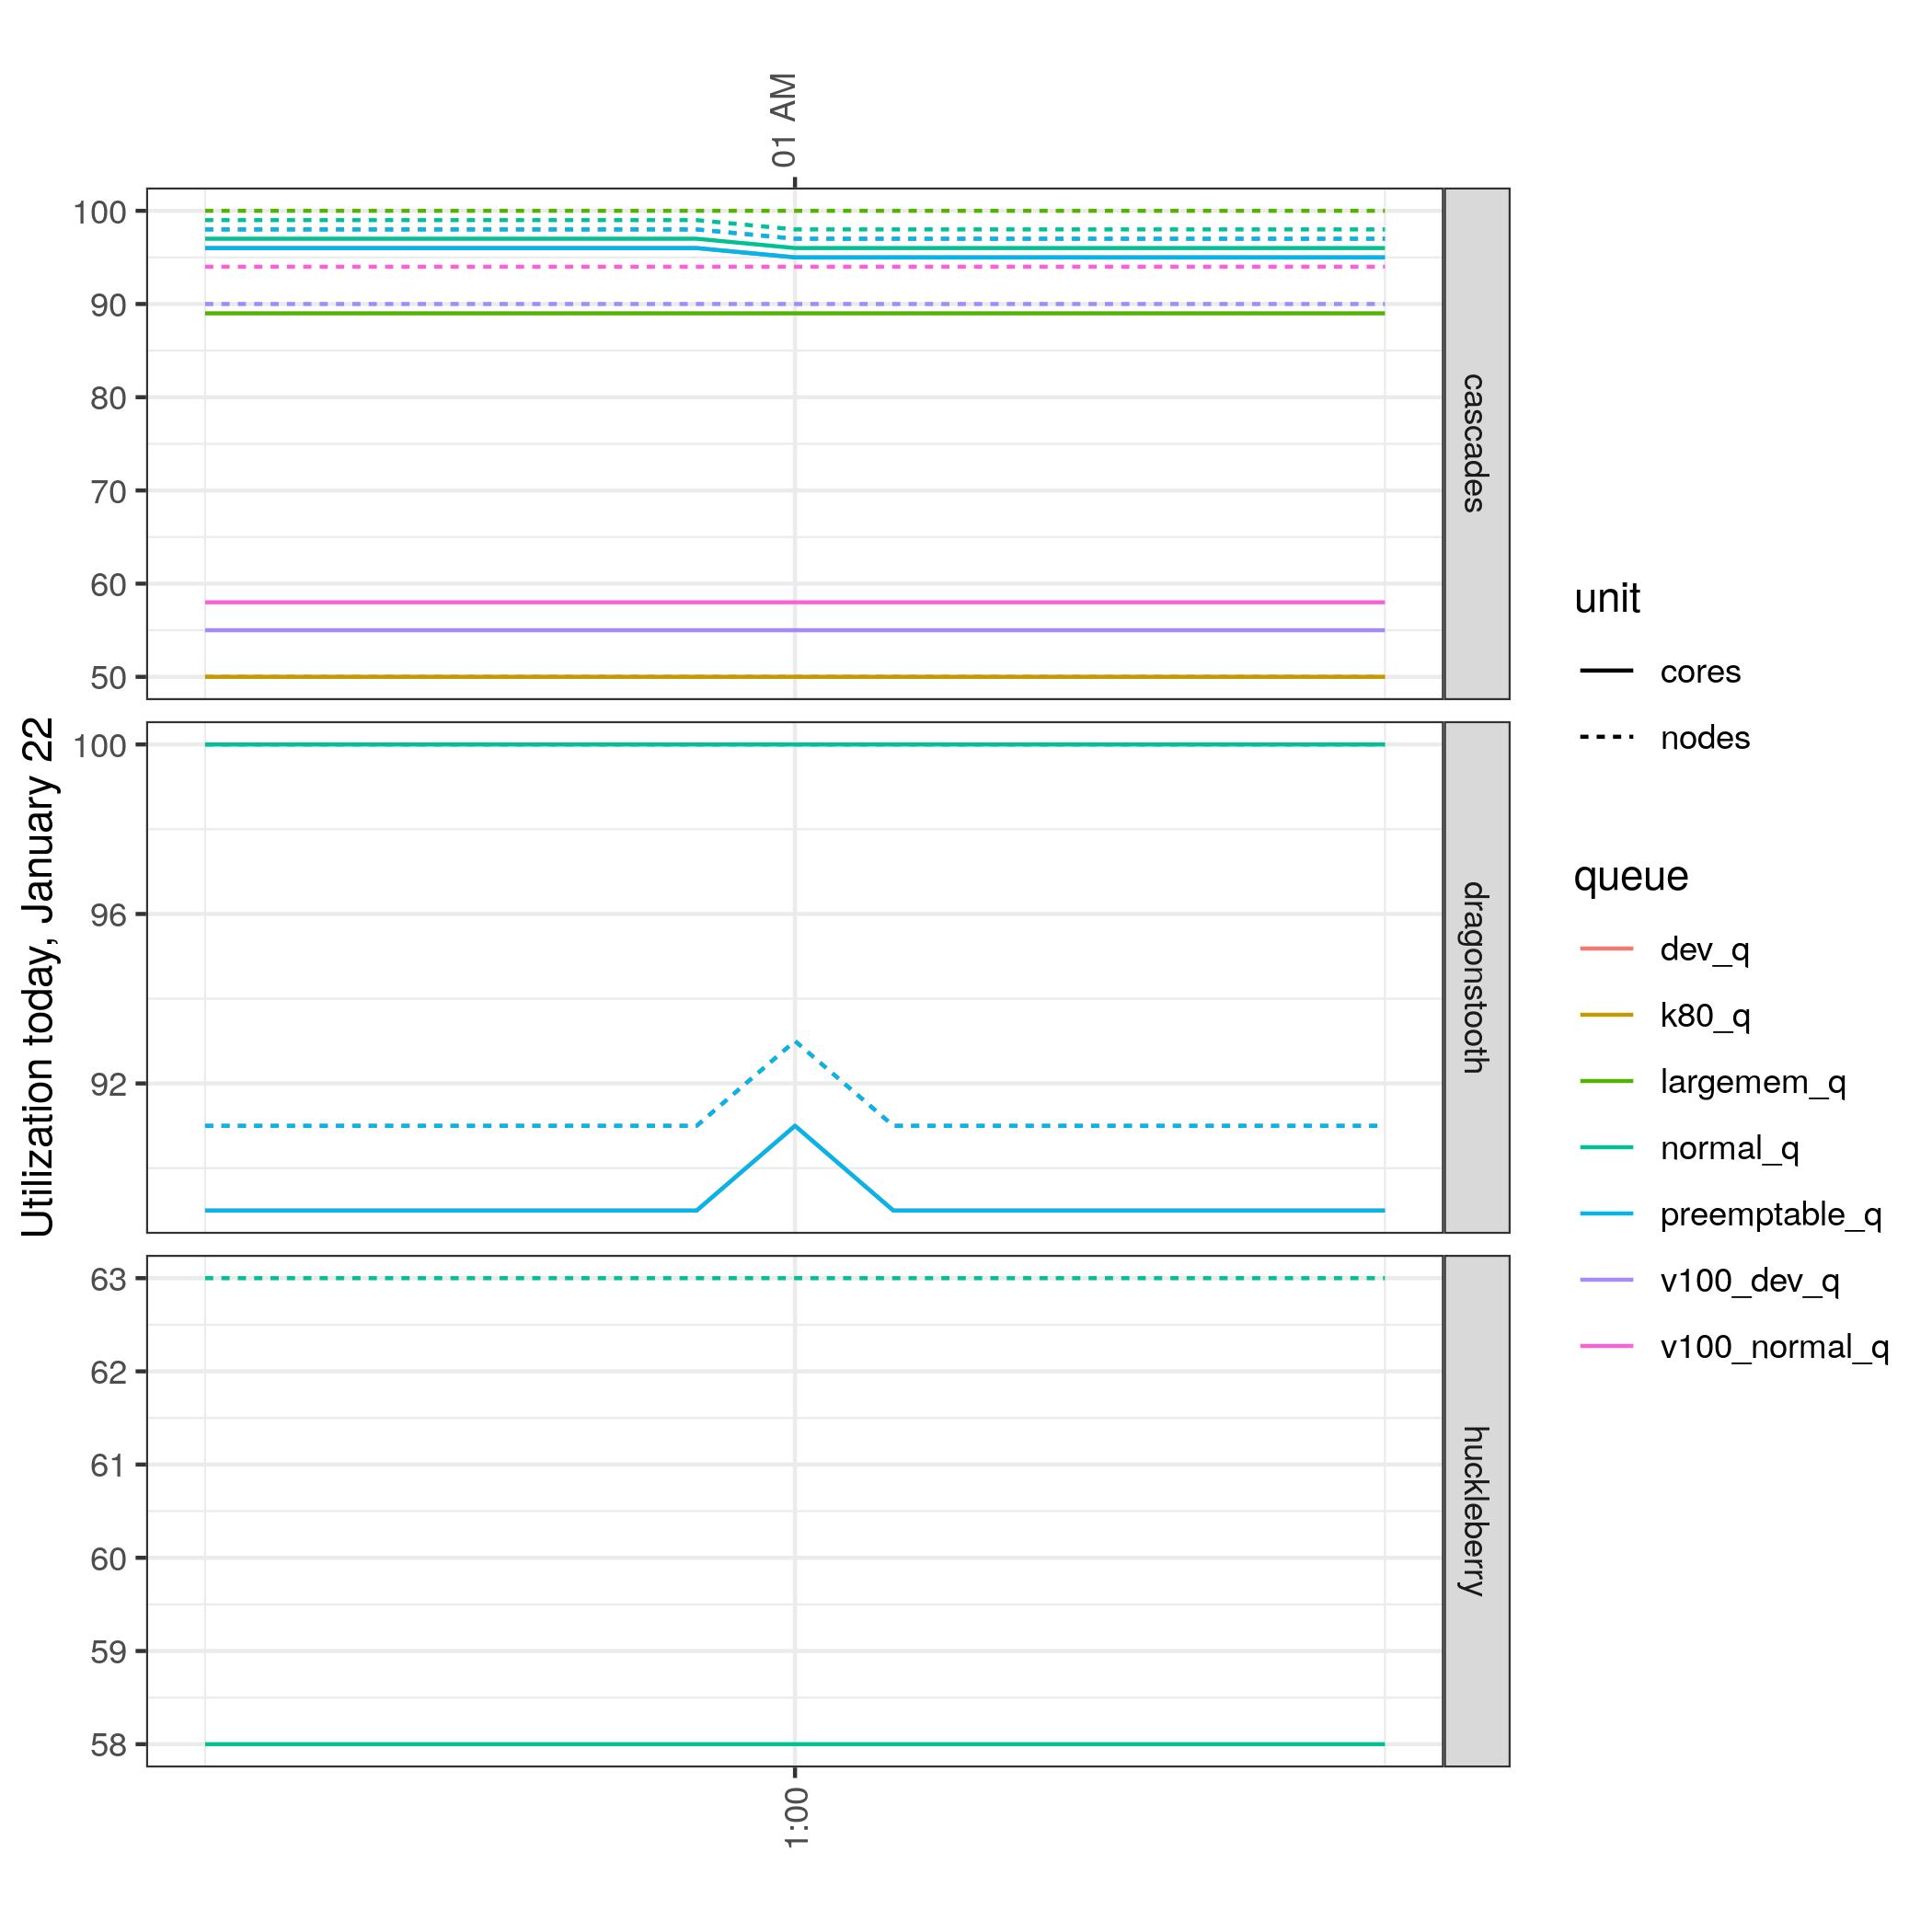 01 AM
Utilization today, January 22
100
90
80
70
60
50
cascades
100
96
92
dragonstooth
63
62
61
60
59
58
huckleberry
1:00
unit
cores
nodes
queue
dev_q
k80_q
largemem_q
normal_q
preemptable_q
v100_dev_q
v100_normal_q